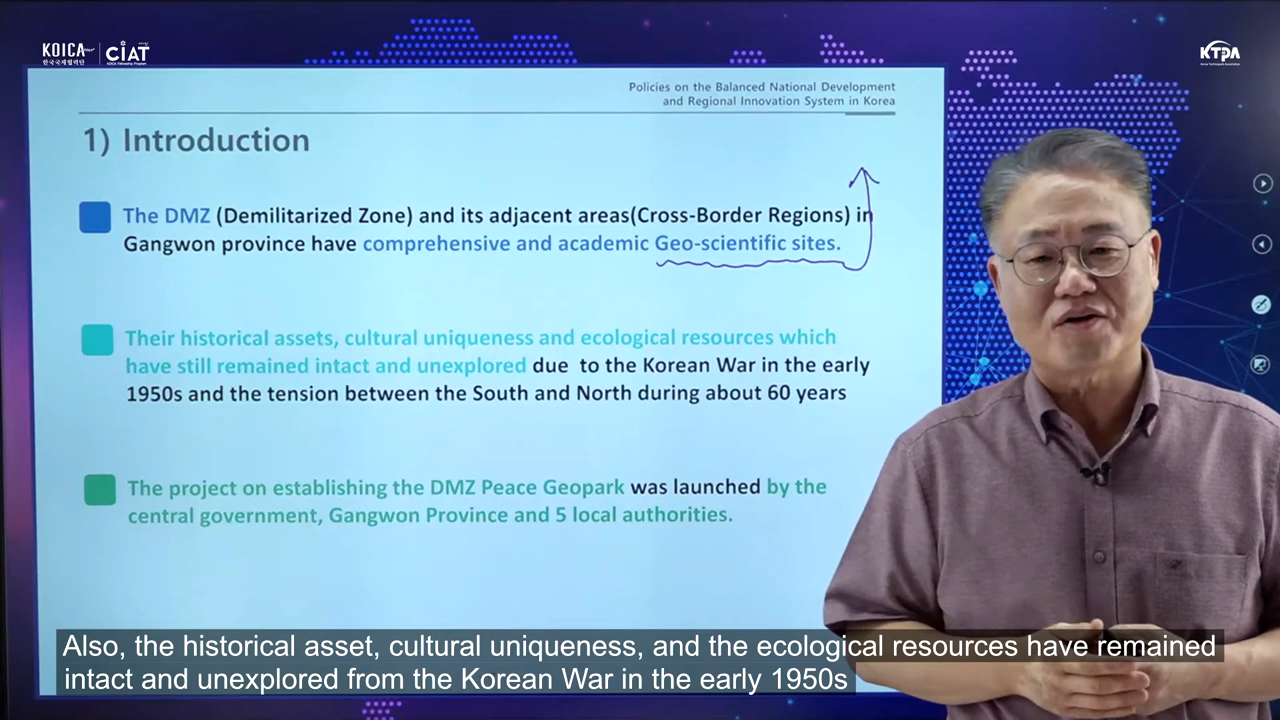 KOICA
한국국제협력단
CIAT
KOICA Fellowship Program
KTPA
Korea Technopark Association
Policies on the Balanced National Development
and Regional Innovation System in Korea
1) Introduction
The DMZ (Demilitarized Zone) and its adjacent areas(Cross-Border Regions) in
Gangwon province have comprehensive and academic Geo-scientific sites.
Their historical assets, cultural uniqueness and ecological resources which
have still remained intact and unexplored due to the Korean War in the early
1950s and the tension between the South and North during about 60 years
The project on establishing the DMZ Peace Geopark was launched by the
central government, Gangwon Province and 5 local authorities.
Also, the historical asset, cultural uniqueness, and the ecological resources have remained
intact and unexplored from the Korean War in the early 1950s